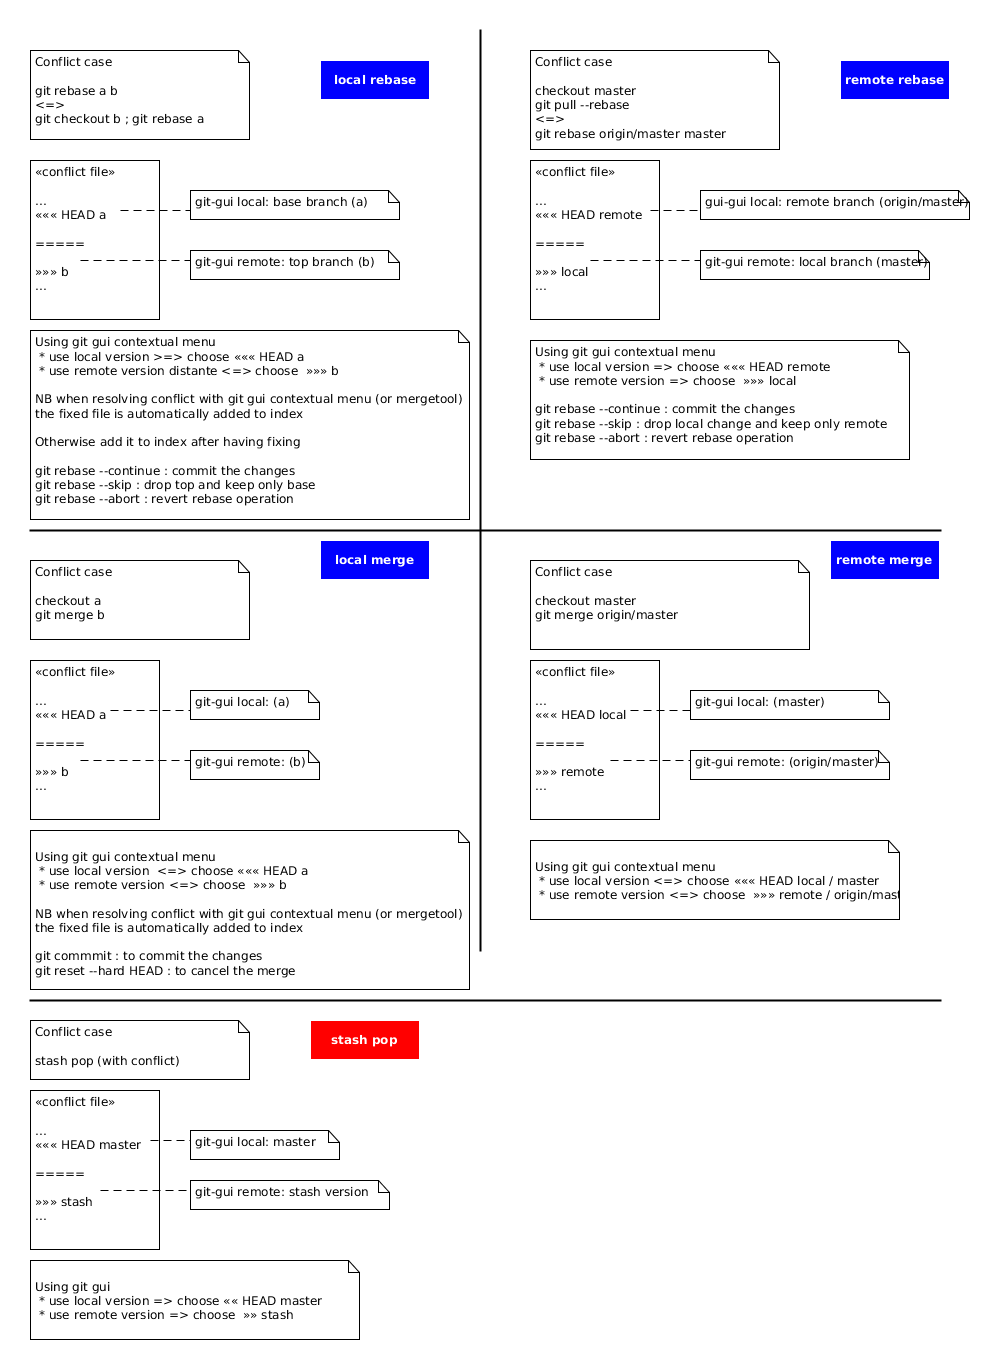 Conflict case
git rebase a b
<=>
git checkout b ; git rebase a
local rebase
«conflict file»
...
««« HEAD a
=====
»»» b
...
git-gui local: base branch (a)
git-gui remote: top branch (b)
Using git gui contextual menu
* use local version >=> choose ««« HEAD a
* use remote version distante <=> choose  »»» b
NB when resolving conflict with git gui contextual menu (or mergetool)
the fixed file is automatically added to index
Otherwise add it to index after having fixing
git rebase --continue : commit the changes
git rebase --skip : drop top and keep only base
git rebase --abort : revert rebase operation
Conflict case
checkout master
git pull --rebase
<=>
git rebase origin/master master
remote rebase
«conflict file»
...
««« HEAD remote
=====
»»» local
...
gui-gui local: remote branch (origin/master)
git-gui remote: local branch (master)
Using git gui contextual menu
* use local version => choose ««« HEAD remote
* use remote version => choose  »»» local
git rebase --continue : commit the changes
git rebase --skip : drop local change and keep only remote
git rebase --abort : revert rebase operation
Conflict case
checkout a
git merge b
local merge
«conflict file»
...
««« HEAD a
=====
»»» b
...
git-gui local: (a)
git-gui remote: (b)
Using git gui contextual menu
* use local version  <=> choose ««« HEAD a
* use remote version <=> choose  »»» b
NB when resolving conflict with git gui contextual menu (or mergetool)
the fixed file is automatically added to index
git commmit : to commit the changes
git reset --hard HEAD : to cancel the merge
Conflict case
checkout master
git merge origin/master
remote merge
«conflict file»
...
««« HEAD local
=====
»»» remote
...
git-gui local: (master)
git-gui remote: (origin/master)
Using git gui contextual menu
* use local version <=> choose ««« HEAD local / master
* use remote version <=> choose  »»» remote / origin/mast
Conflict case
stash pop (with conflict)
stash pop
«conflict file»
...
««« HEAD master
=====
»»» stash
...
git-gui local: master
git-gui remote: stash version
Using git gui
* use local version => choose «« HEAD master
* use remote version => choose  »» stash